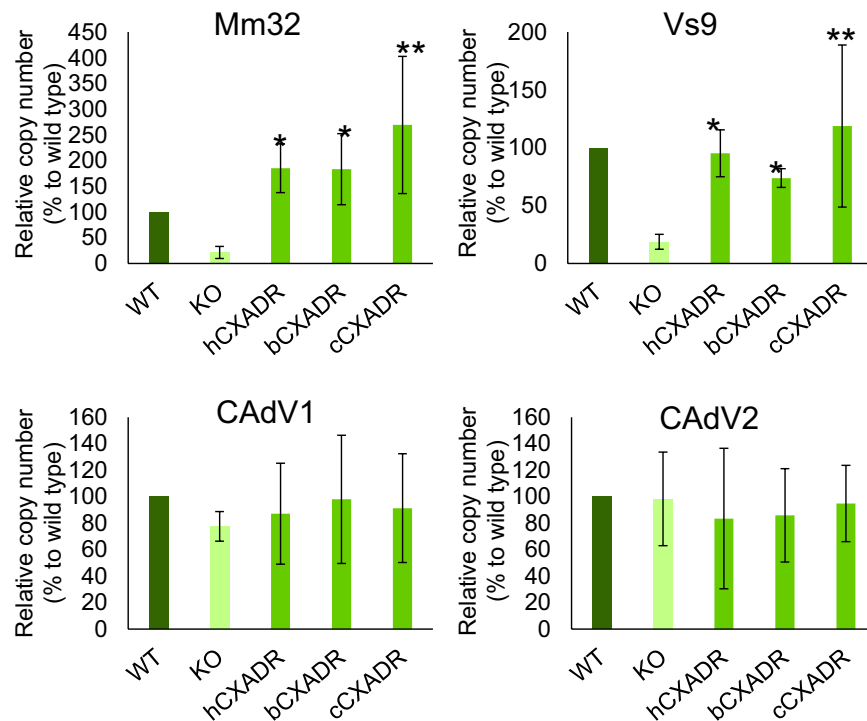 Mm32
Relative copy number
(% to wild type)
450
400
350
300
250
200
150
100
50
0
**
*
*
WT
KO
hCXADR
bCXADR
cCXADR
Vs9
Relative copy number
(% to wild type)
200
150
100
50
0
**
*
*
WT
KO
hCXADR
bCXADR
cCXADR
CAdV1
Relative copy number
(% to wild type)
160
140
120
100
80
60
40
20
0
WT
KO
hCXADR
bCXADR
cCXADR
CAdV2
Relative copy number
(% to wild type)
160
140
120
100
80
60
40
20
0
WT
KO
hCXADR
bCXADR
cCXADR